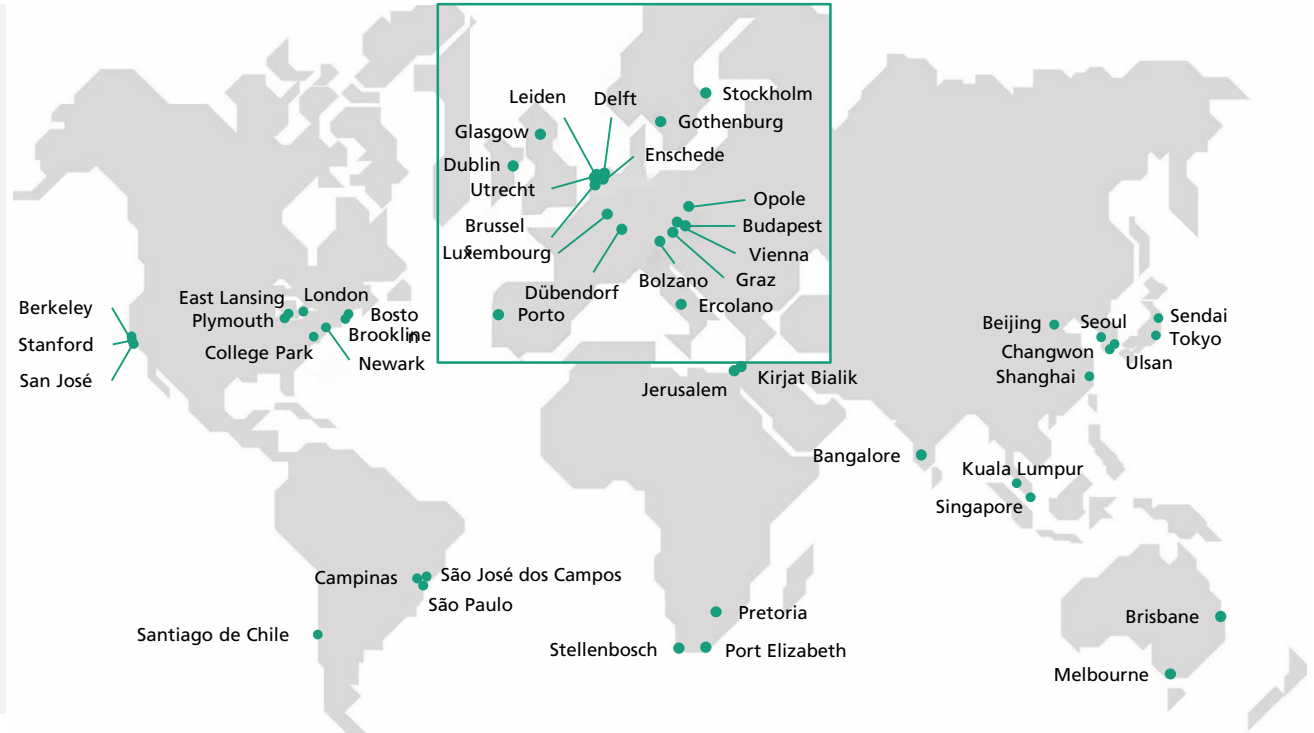 Leiden
Delft
Stockholm
Gothenburg
Glasgow
Enschede
Dublin
Utrecht
Opole
Brussel
s
Budapest
Luxembourg
Vienna
Bolzano
Graz
Dübendorf
Ercolano
Porto
Berkeley
East Lansing
London
Plymouth
Bosto
n
Brookline
Stanford
College Park
Newark
San José
Beijing
Seoul
Sendai
Tokyo
Changwon
Ulsan
Shanghai
Jerusalem
Kirjat Bialik
Bangalore
Kuala Lumpur
Singapore
Campinas
São José dos Campos
São Paulo
Santiago de Chile
Pretoria
Stellenbosch
Port Elizabeth
Brisbane
Melbourne